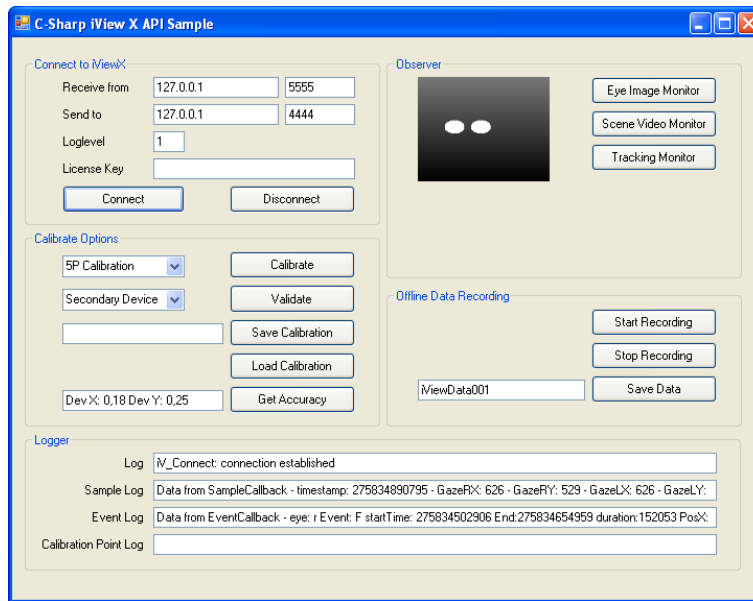 C-Sharp iView X API Sample
Connect to iViewX
Receive from 127.0.0.1 5555
Send to 127.0.0.1 4444
Loglevel 1
License Key
Connect Disconnect
Calibrate Options
5P Calibration Calibrate
Secondary Device Validate
Save Calibration
Load Calibration
Dev X: 0,18 Dev Y: 0,25 Get Accuracy
Observer
Eye Image Monitor
Scene Video Monitor
Tracking Monitor
Offline Data Recording
Start Recording
Stop Recording
iViewData001 Save Data
Logger
Log iV_Connect: connection established
Sample Log Data from SampleCallback - timestamp: 275834890795 - GazeRX: 626 - GazeRY: 529 - GazeLX: 626 - GazeLY:
Event Log Data from EventCallback - eye: r Event: F startTime: 275834502906 End:275834654959 duration:152053 PosX:
Calibration Point Log